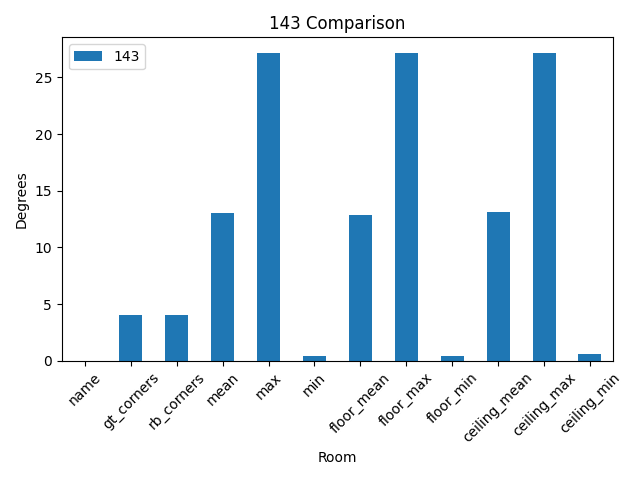 143 Comparison
143
Degrees
25
20
15
10
5
0
name
gt_corners
rb_corners
mean
max
min
floor_mean
floor_max
floor_min
ceiling_mean
ceiling_max
ceiling_min
Room